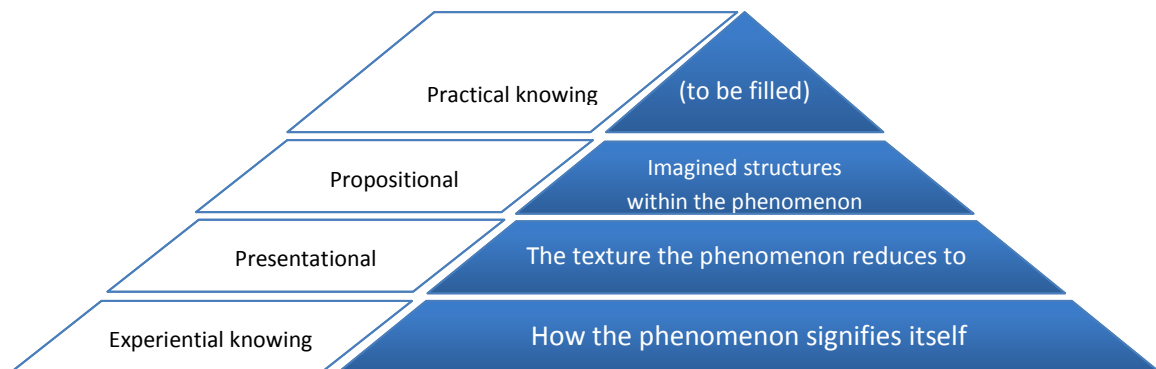 Practical knowing
(to be filled)
Propositional
Imagined structures
within the phenomenon
Presentational
The texture the phenomenon reduces to
Experiential knowing
How the phenomenon signifies itself